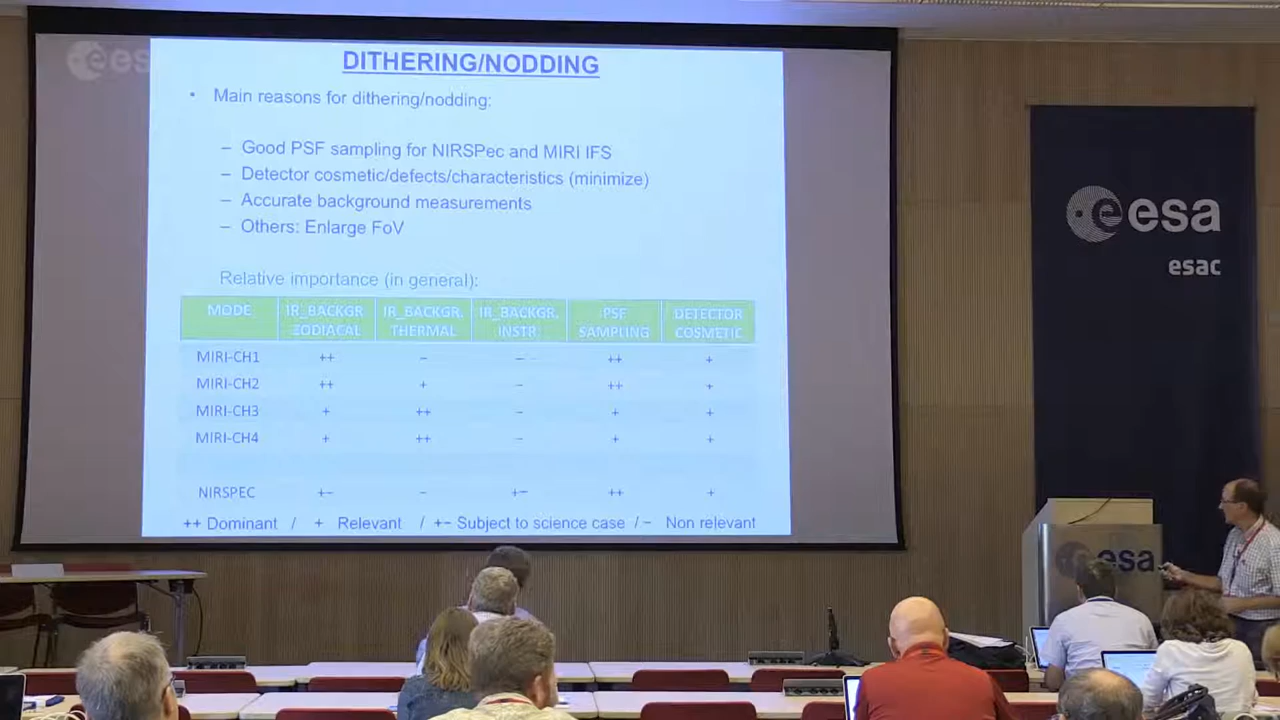 esa
DITHERING/NODDING
• Main reasons for dithering/nodding:
– Good PSF sampling for NIRSPec and MIRI IFS
– Detector cosmetic/defects/characteristics (minimize)
– Accurate background measurements
– Others: Enlarge FoV
Relative importance (in general):
MODE IR_BACKGR. ZODIACAL IR_BACKGR. THERMAL IR_BACKGR. INSTR. PSF SAMPLING DETECTOR COSMETIC
MIRI-CH1 ++ – – ++ +
MIRI-CH2 ++ + – ++ +
MIRI-CH3 + ++ – + +
MIRI-CH4 + ++ – + +
NIRSPEC +– – +– ++ +
++ Dominant / + Relevant / +– Subject to science case / – Non relevant
esa
esac
esa